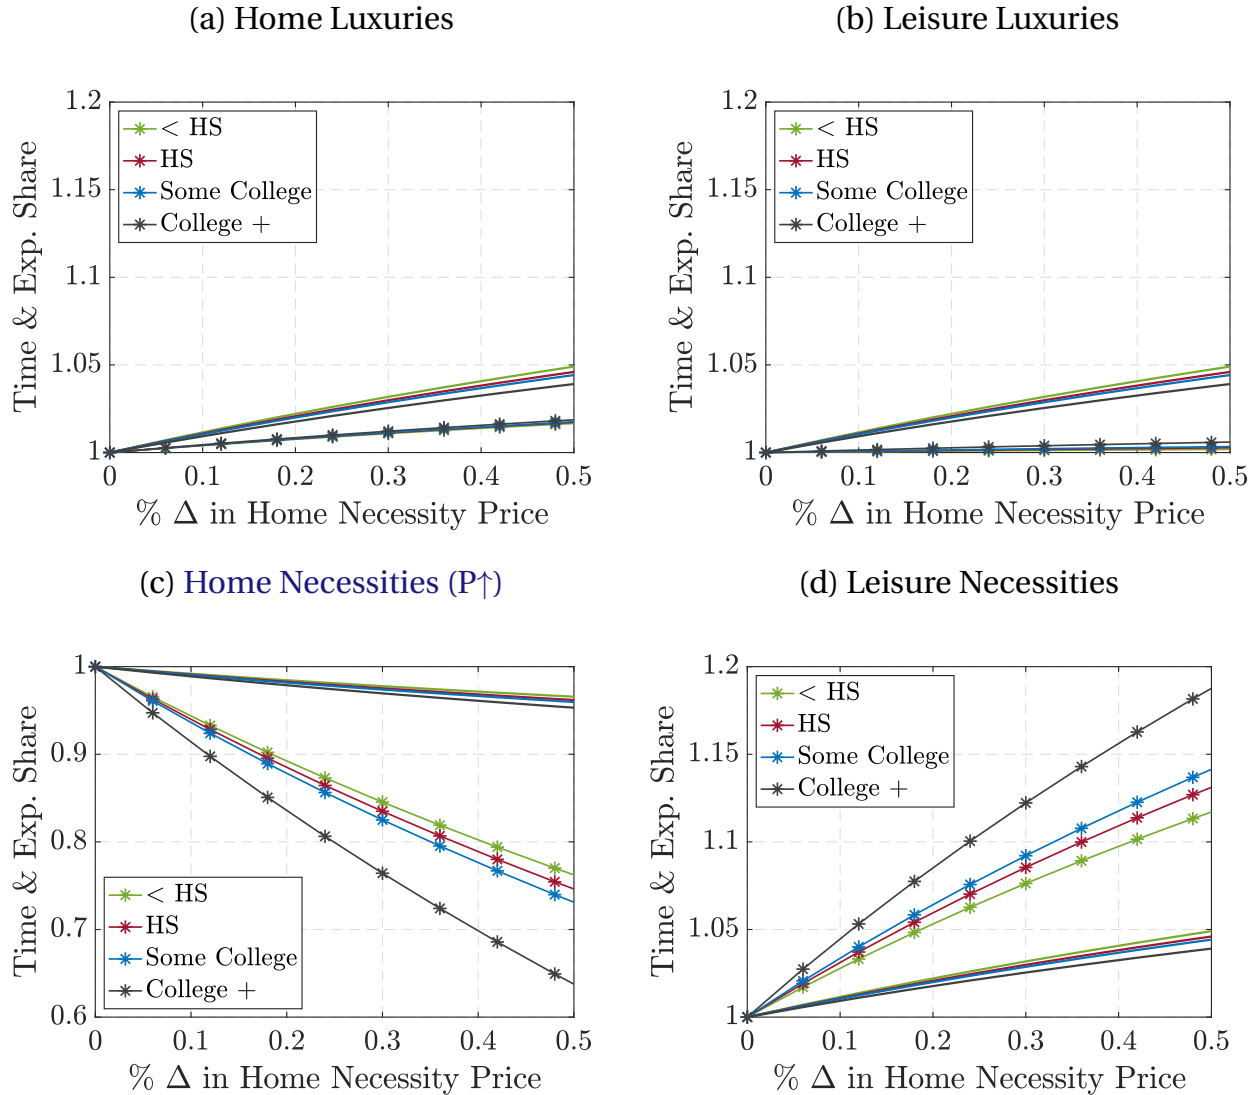 (a) Home Luxuries
Time & Exp. Share
1.2
1.15
1.1
1.05
1
< HS
HS
Some College
College +
0 0.1 0.2 0.3 0.4 0.5
% Δ in Home Necessity Price
(b) Leisure Luxuries
Time & Exp. Share
1.2
1.15
1.1
1.05
1
< HS
HS
Some College
College +
0 0.1 0.2 0.3 0.4 0.5
% Δ in Home Necessity Price
(c) Home Necessities (P↑)
Time & Exp. Share
1
0.9
0.8
0.7
0.6
< HS
HS
Some College
College +
0 0.1 0.2 0.3 0.4 0.5
% Δ in Home Necessity Price
(d) Leisure Necessities
Time & Exp. Share
1.2
1.15
1.1
1.05
1
< HS
HS
Some College
College +
0 0.1 0.2 0.3 0.4 0.5
% Δ in Home Necessity Price